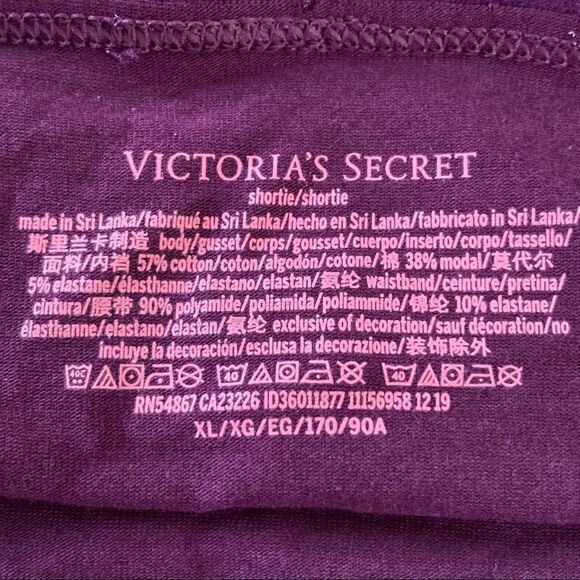 VICTORIA'S SECRET
shortie/shortie
made in Sri Lanka/fabriqué au Sri Lanka/hecho en Sri Lanka/fabbricato in Sri Lanka/
斯里兰卡制造 body/gusset/corps/gousset/cuerpo/inserto/corpo/tassello/
面料/内裆 57% cotton/coton/algodón/cotone/棉 38% modal/莫代尔
5% elastane/élasthanne/elastano/elastan/氨纶 waistband/ceinture/pretina/
cintura/腰带 90% polyamide/poliamida/poliammide/锦纶 10% elastane/
élasthanne/elastano/elastan/氨纶 exclusive of decoration/sauf décoration/no
incluye la decoración/esclusa la decorazione/装饰除外
40C 40 40
RN54867 CA23226 ID36011877 11156958 12 19
XL/XG/EG/170/90A